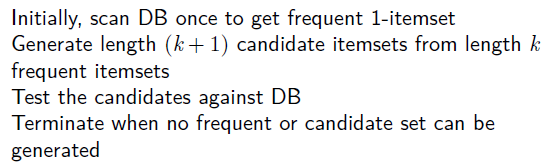 Initially, scan DB once to get frequent 1-itemset
Generate length (k + 1) candidate itemsets from length k
frequent itemsets
Test the candidates against DB
Terminate when no frequent or candidate set can be
generated